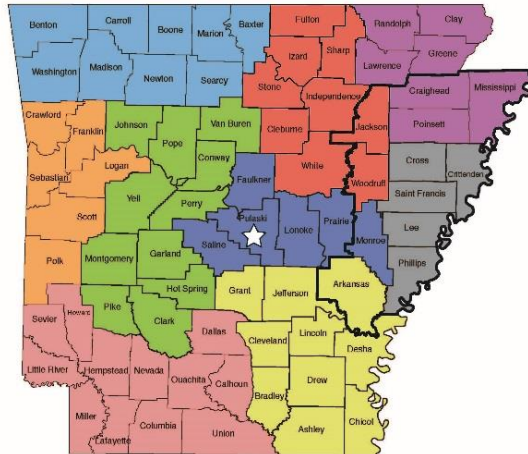 Benton
Carroll
Boone
Marion
Baxter
Fulton
Randolph
Clay
Izard
Sharp
Lawrence
Greene
Washington
Madison
Newton
Searcy
Stone
Independence
Craighead
Mississippi
Crawford
Franklin
Johnson
Pope
Van Buren
Cleburne
Jackson
Poinsett
Logan
Conway
White
Woodruff
Cross
Crittenden
Sebastian
Faulkner
Saint Francis
Scott
Yell
Perry
Pulaski
Lonoke
Prairie
Monroe
Lee
Polk
Montgomery
Garland
Saline
Phillips
Hot Spring
Grant
Jefferson
Arkansas
Sevier
Howard
Pike
Clark
Dallas
Cleveland
Lincoln
Desha
Little River
Hempstead
Nevada
Ouachita
Calhoun
Bradley
Drew
Miller
Lafayette
Columbia
Union
Ashley
Chicol